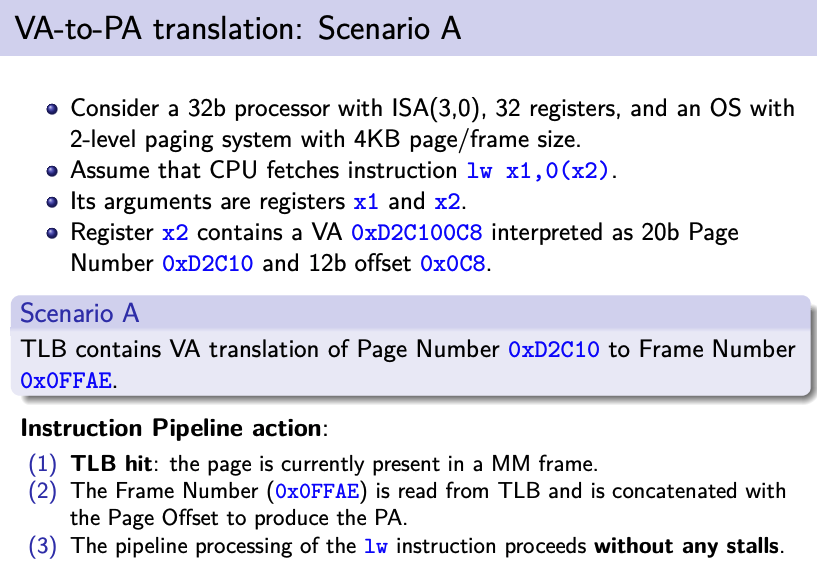 VA-to-PA translation: Scenario A
Consider a 32b processor with ISA(3,0), 32 registers, and an OS with
2-level paging system with 4KB page/frame size.
Assume that CPU fetches instruction lw x1,0(x2).
Its arguments are registers x1 and x2.
Register x2 contains a VA 0xD2C100C8 interpreted as 20b Page
Number 0xD2C10 and 12b offset 0x0C8.
Scenario A
TLB contains VA translation of Page Number 0xD2C10 to Frame Number
0x0FFAE.
Instruction Pipeline action:
(1) TLB hit: the page is currently present in a MM frame.
(2) The Frame Number (0x0FFAE) is read from TLB and is concatenated with
the Page Offset to produce the PA.
(3) The pipeline processing of the lw instruction proceeds without any stalls.